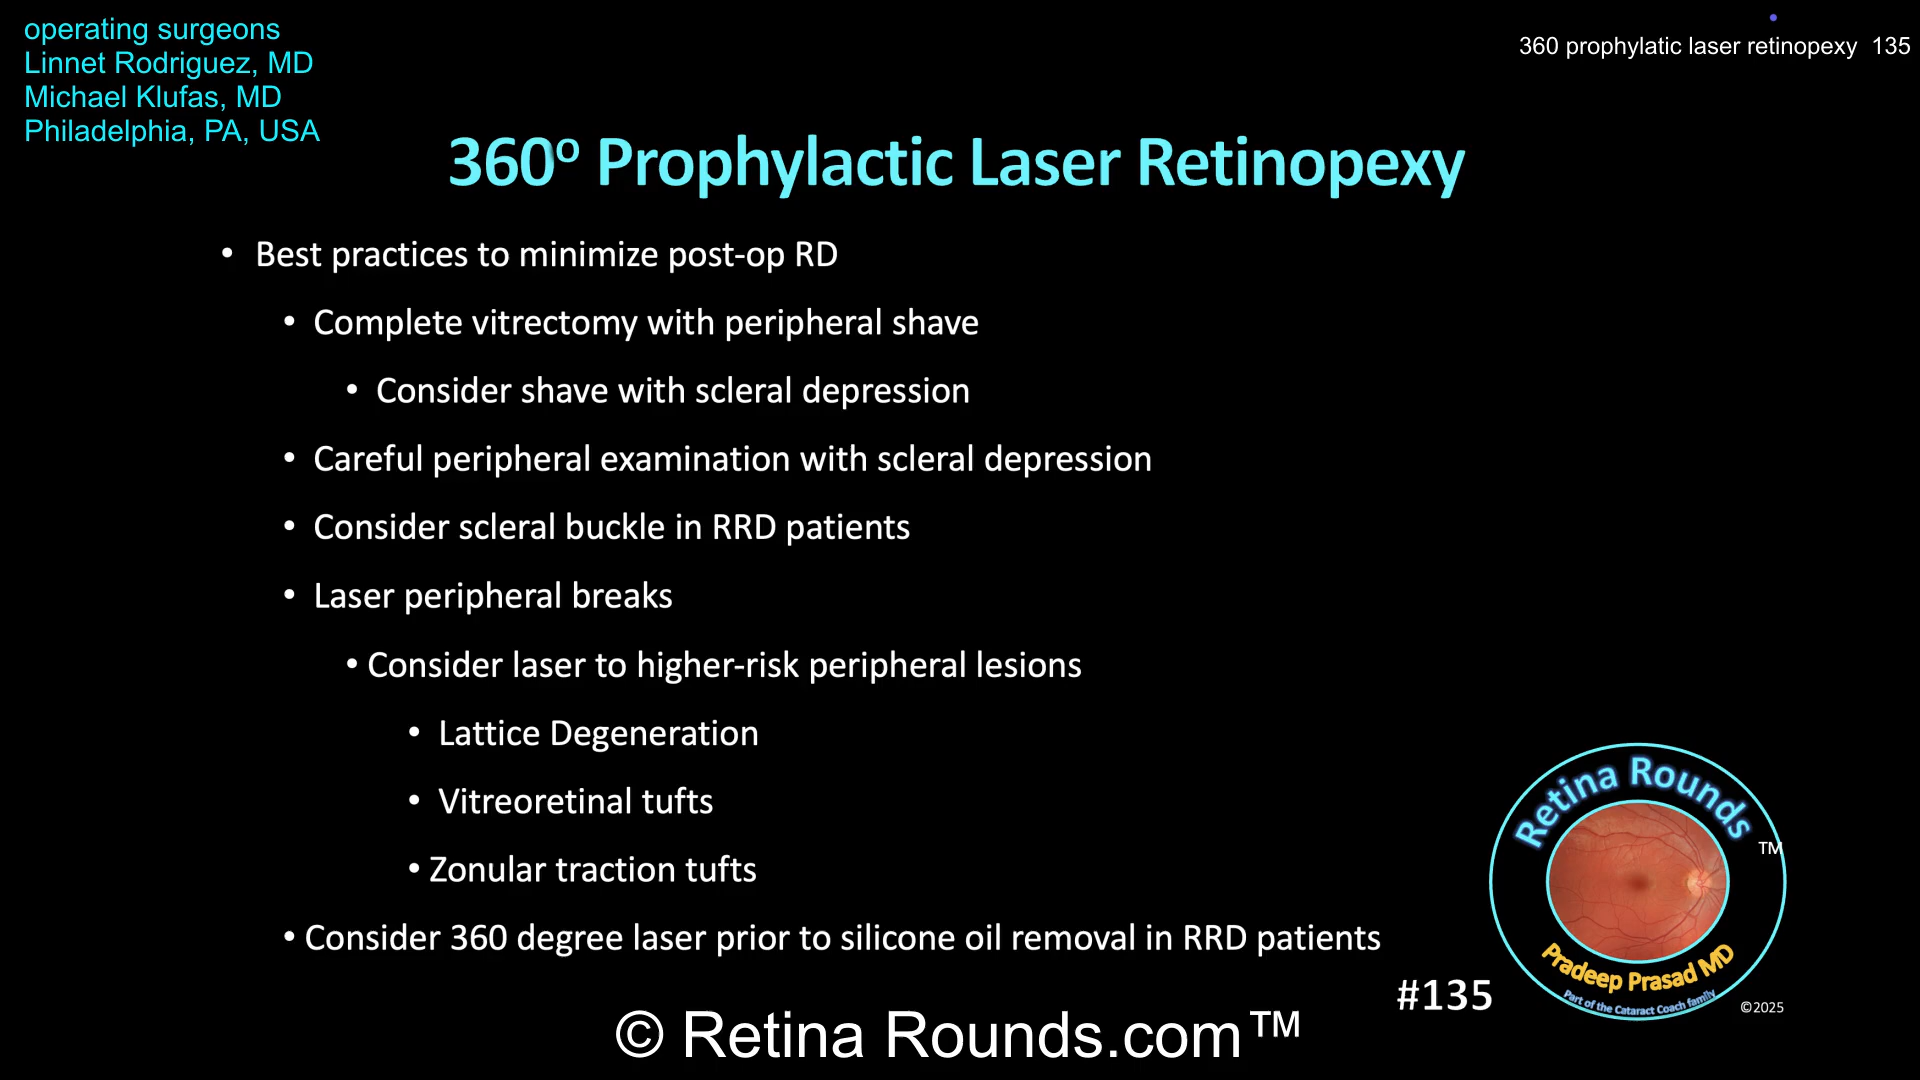 operating surgeons
Linnet Rodriguez, MD
Michael Klufas, MD
Philadelphia, PA, USA
360 prophylatic laser retinopexy 135
360º Prophylactic Laser Retinopexy
• Best practices to minimize post-op RD
• Complete vitrectomy with peripheral shave
• Consider shave with scleral depression
• Careful peripheral examination with scleral depression
• Consider scleral buckle in RRD patients
• Laser peripheral breaks
• Consider laser to higher-risk peripheral lesions
• Lattice Degeneration
• Vitreoretinal tufts
• Zonular traction tufts
• Consider 360 degree laser prior to silicone oil removal in RRD patients
Retina Rounds
TM
Pradeep Prasad MD
Part of the Cataract Coach family
#135
©2025
© Retina Rounds.com™